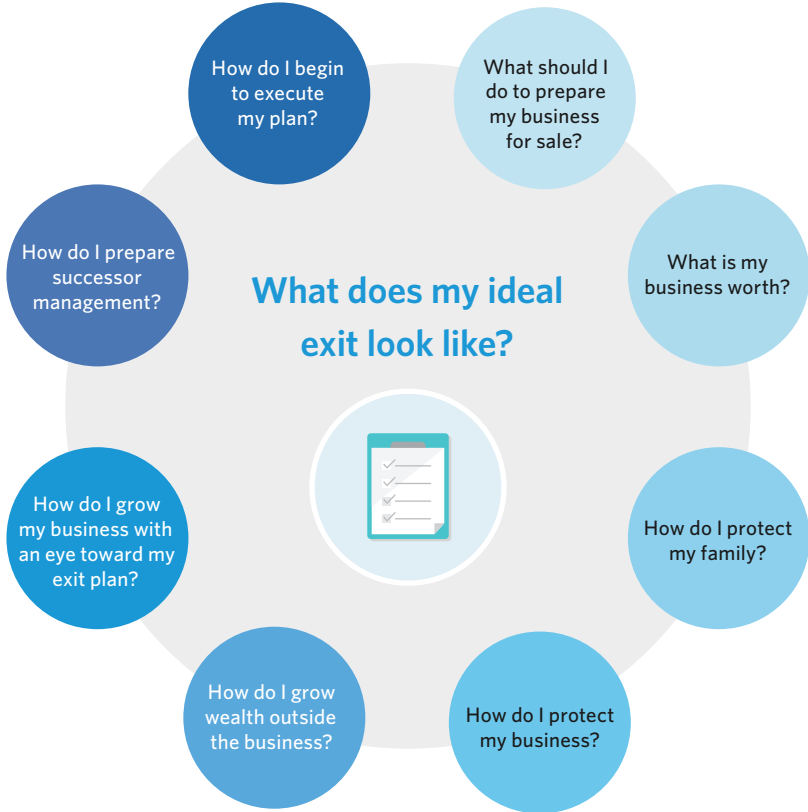 What does my ideal
exit look like?
What should I
do to prepare
my business
for sale?
What is my
business worth?
How do I protect
my family?
How do I protect
my business?
How do I grow
wealth outside
the business?
How do I grow
my business with
an eye toward my
exit plan?
How do I prepare
successor
management?
How do I begin
to execute
my plan?